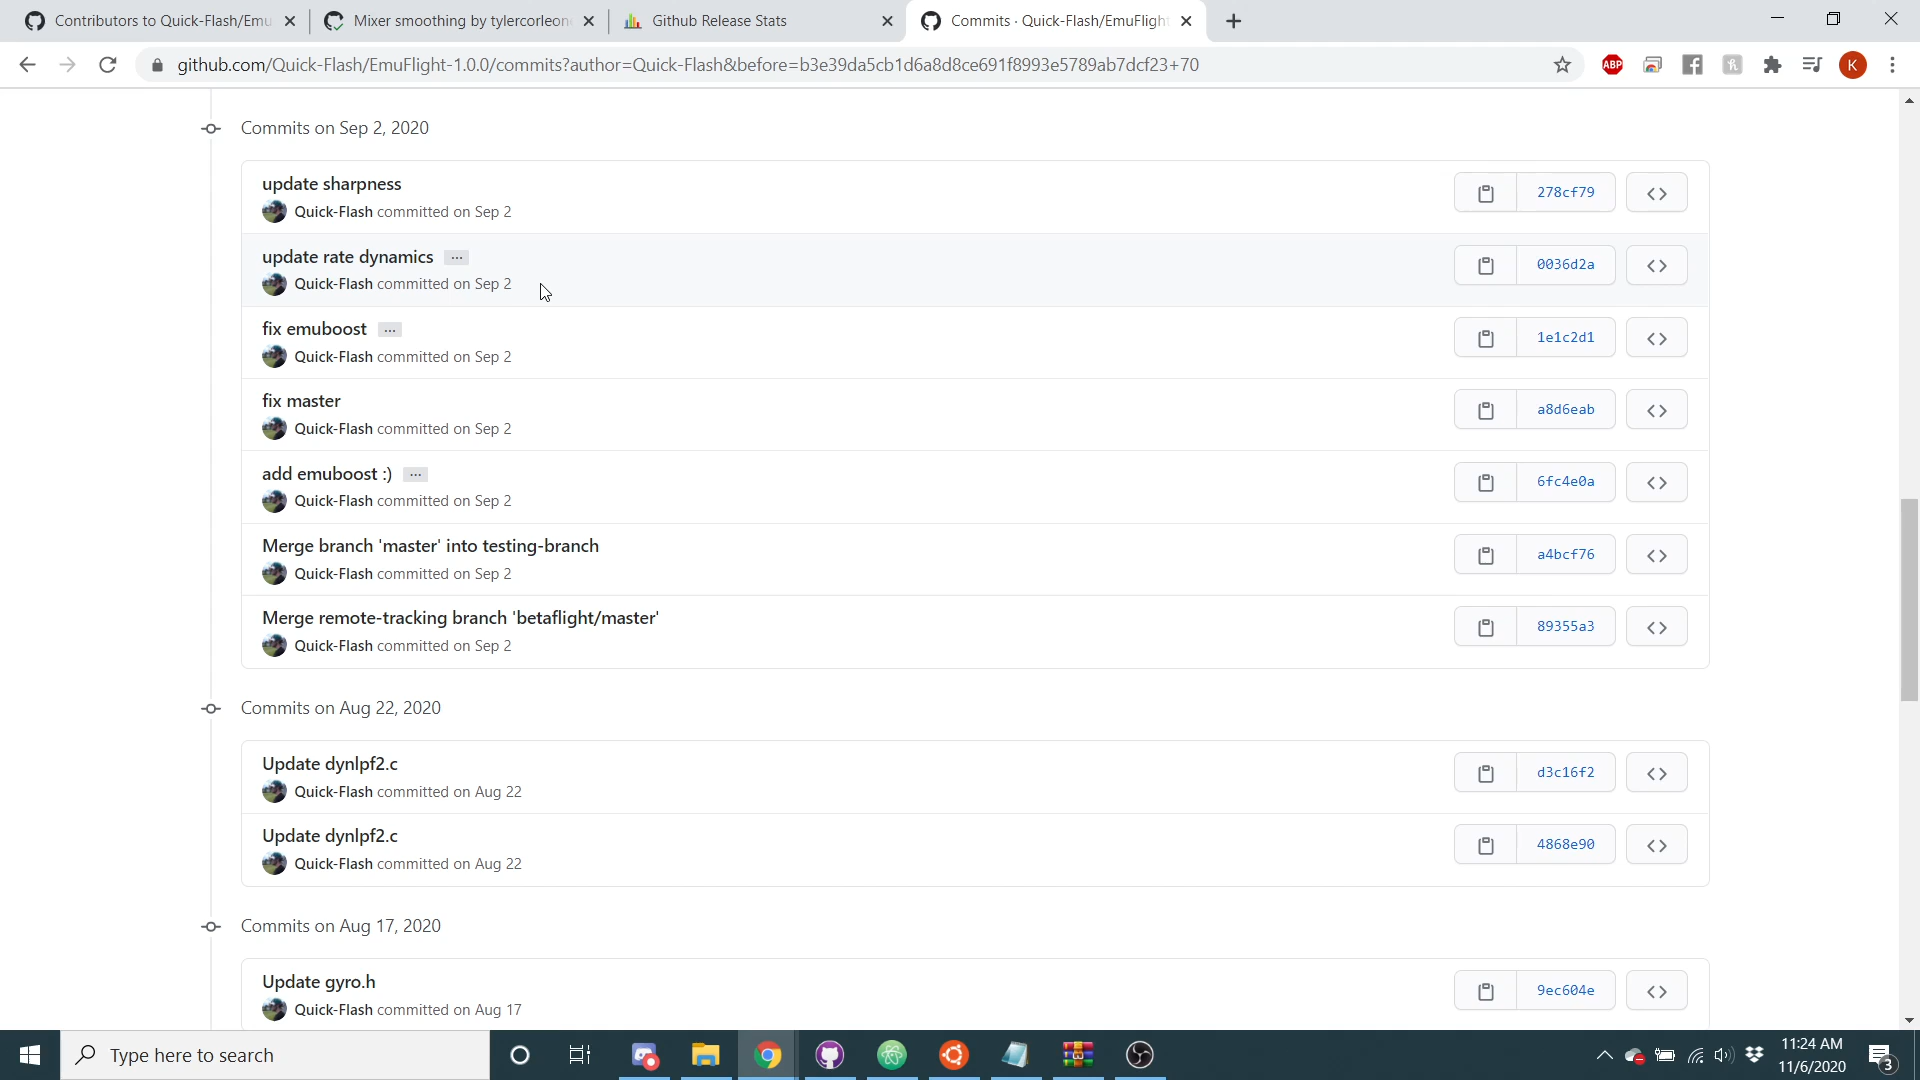 Contributors to Quick-Flash/Emu
Mixer smoothing by tylercorleon
Github Release Stats
Commits · Quick-Flash/EmuFlight-
github.com/Quick-Flash/EmuFlight-1.0.0/commits?author=Quick-Flash&before=b3e39da5cb1d6a8d8ce691f8993e5789ab7dcf23+70
ABP
K
Commits on Sep 2, 2020
update sharpness
278cf79
Quick-Flash committed on Sep 2
update rate dynamics ...
0036d2a
Quick-Flash committed on Sep 2
fix emuboost ...
1e1c2d1
Quick-Flash committed on Sep 2
fix master
a8d6eab
Quick-Flash committed on Sep 2
add emuboost :) ...
6fc4e0a
Quick-Flash committed on Sep 2
Merge branch 'master' into testing-branch
a4bcf76
Quick-Flash committed on Sep 2
Merge remote-tracking branch 'betaflight/master'
89355a3
Quick-Flash committed on Sep 2
Commits on Aug 22, 2020
Update dynlpf2.c
d3c16f2
Quick-Flash committed on Aug 22
Update dynlpf2.c
4868e90
Quick-Flash committed on Aug 22
Commits on Aug 17, 2020
Update gyro.h
9ec604e
Quick-Flash committed on Aug 17
Type here to search
11:24 AM
11/6/2020
3